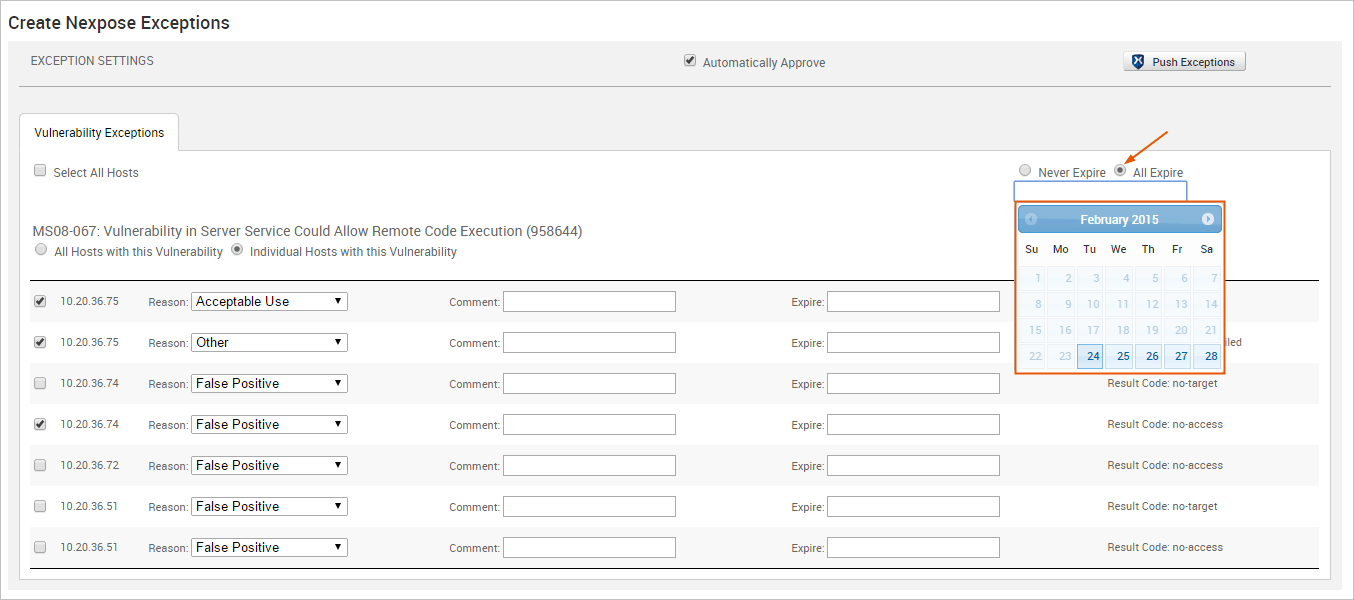 Create Nexpose Exceptions
EXCEPTION SETTINGS Automatically Approve Push Exceptions
Vulnerability Exceptions
Select All Hosts Never Expire All Expire
February 2015
MS08-067: Vulnerability in Server Service Could Allow Remote Code Execution (958644)
All Hosts with this Vulnerability Individual Hosts with this Vulnerability
Su Mo Tu We Th Fr Sa
1 2 3 4 5 6 7
8 9 10 11 12 13 14
15 16 17 18 19 20 21
22 23 24 25 26 27 28
10.20.36.75 Reason: Acceptable Use Comment: Expire:
10.20.36.75 Reason: Other Comment: Expire:
10.20.36.74 Reason: False Positive Comment: Expire: Result Code: no-target
10.20.36.74 Reason: False Positive Comment: Expire: Result Code: no-access
10.20.36.72 Reason: False Positive Comment: Expire: Result Code: no-access
10.20.36.51 Reason: False Positive Comment: Expire: Result Code: no-target
10.20.36.51 Reason: False Positive Comment: Expire: Result Code: no-access